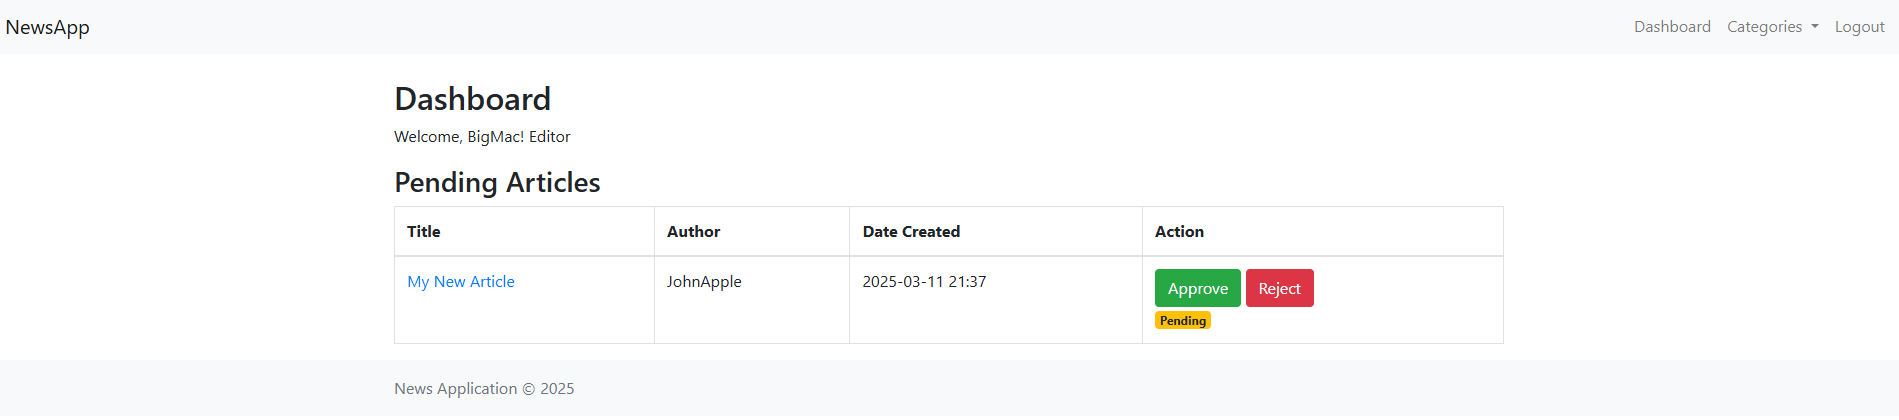 NewsApp Dashboard Categories Logout
Dashboard
Welcome, BigMac! Editor
Pending Articles
Title Author Date Created Action
My New Article JohnApple 2025-03-11 21:37 Approve Reject
Pending
News Application © 2025